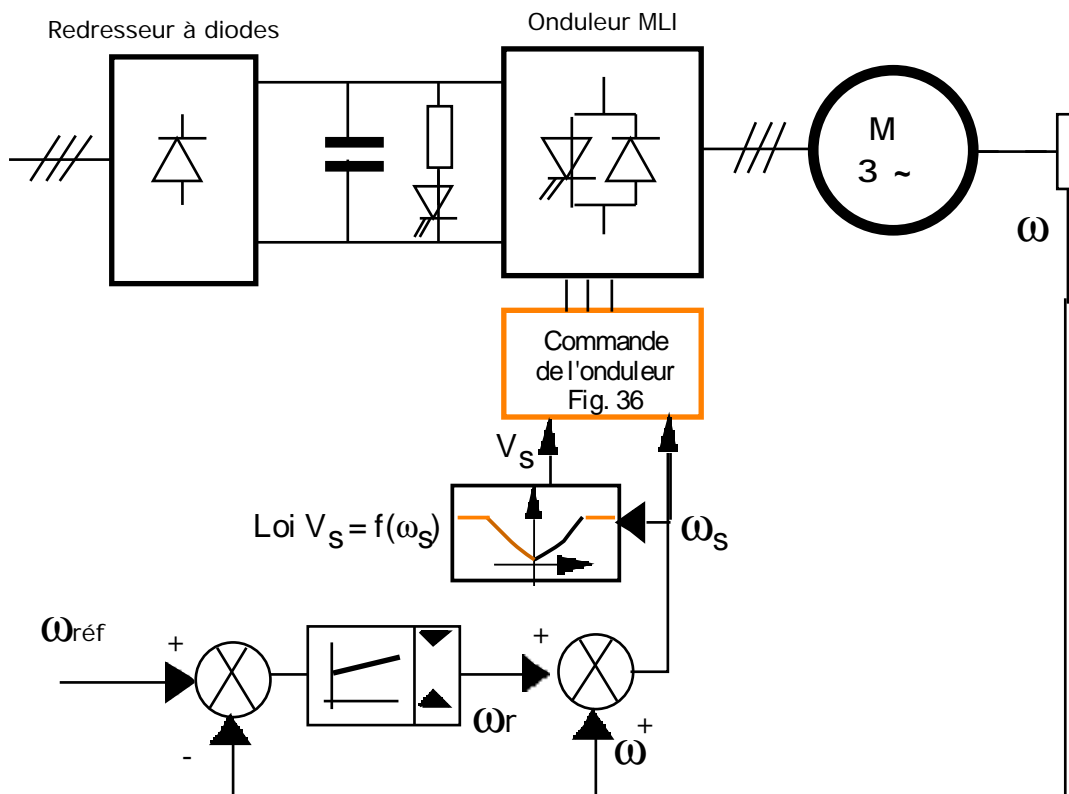 Redresseur à diodes
Onduleur MLI
M
3 ~
ω
Commande
de l'onduleur
Fig. 36
Vs
Loi Vs = f(ωs)
ωs
ωréf
+
-
ωr
+
ω
+